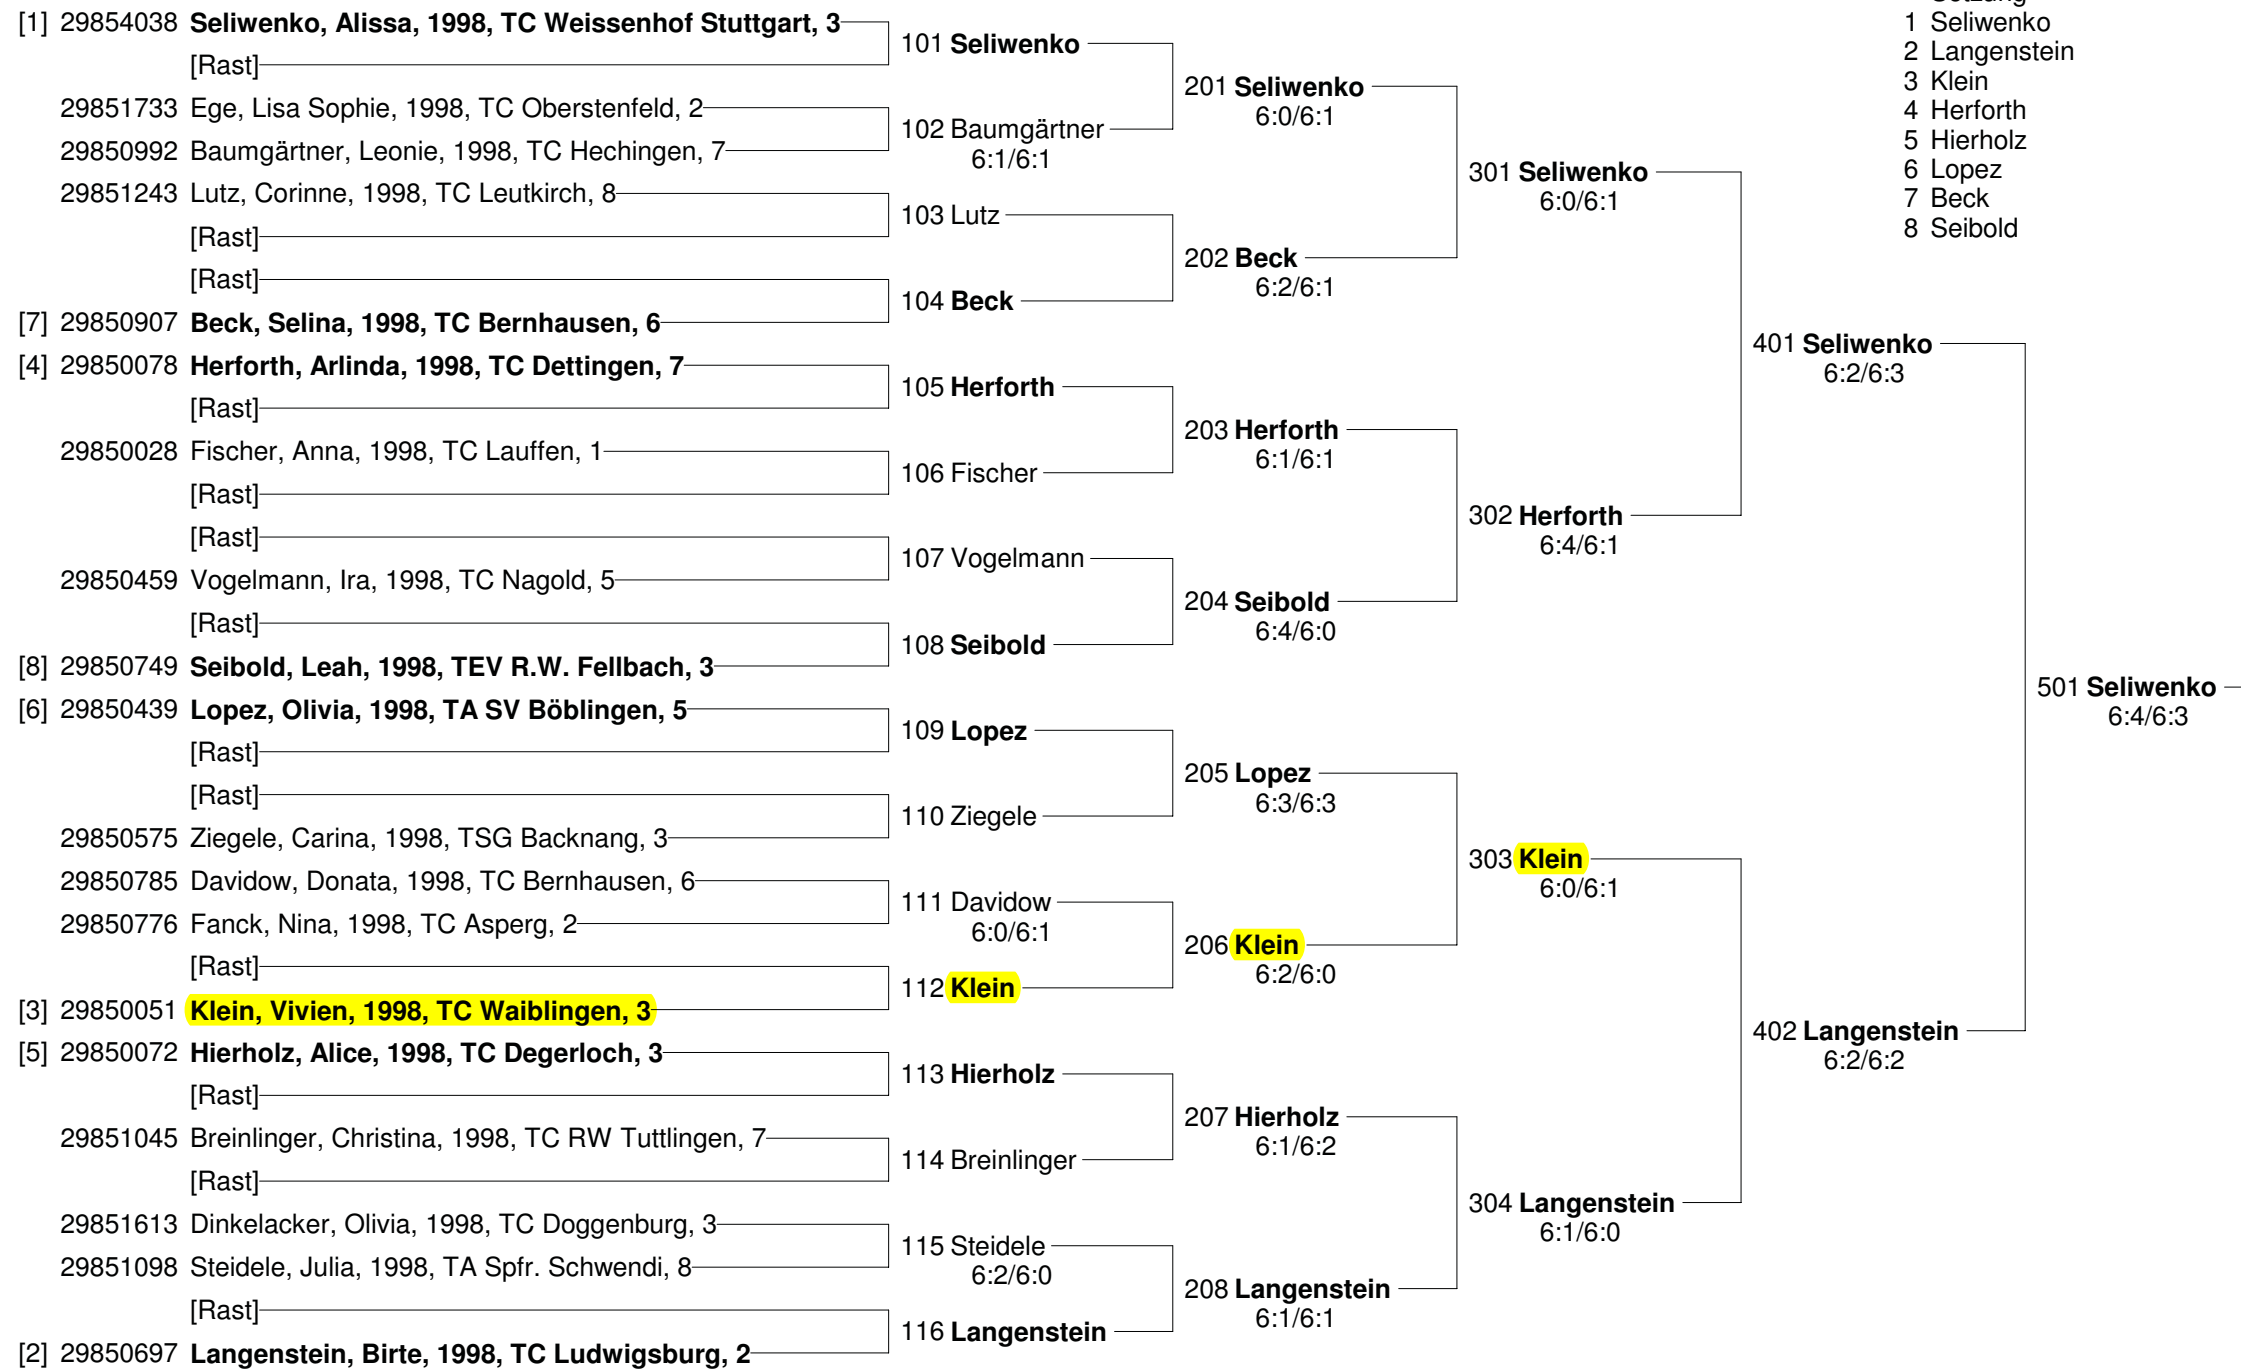 [1] 29854038 Seliwenko, Alissa, 1998, TC Weissenhof Stuttgart, 3
[Rast]
29851733 Ege, Lisa Sophie, 1998, TC Oberstenfeld, 2
29850992 Baumgärtner, Leonie, 1998, TC Hechingen, 7
29851243 Lutz, Corinne, 1998, TC Leutkirch, 8
[Rast]
[Rast]
[7] 29850907 Beck, Selina, 1998, TC Bernhausen, 6
[4] 29850078 Herforth, Arlinda, 1998, TC Dettingen, 7
[Rast]
29850028 Fischer, Anna, 1998, TC Lauffen, 1
[Rast]
[Rast]
29850459 Vogelmann, Ira, 1998, TC Nagold, 5
[Rast]
[8] 29850749 Seibold, Leah, 1998, TEV R.W. Fellbach, 3
[6] 29850439 Lopez, Olivia, 1998, TA SV Böblingen, 5
[Rast]
[Rast]
29850575 Ziegele, Carina, 1998, TSG Backnang, 3
29850785 Davidow, Donata, 1998, TC Bernhausen, 6
29850776 Fanck, Nina, 1998, TC Asperg, 2
[Rast]
[3] 29850051 Klein, Vivien, 1998, TC Waiblingen, 3
[5] 29850072 Hierholz, Alice, 1998, TC Degerloch, 3
[Rast]
29851045 Breinlinger, Christina, 1998, TC RW Tuttlingen, 7
[Rast]
29851613 Dinkelacker, Olivia, 1998, TC Doggenburg, 3
29851098 Steidele, Julia, 1998, TA Spfr. Schwendi, 8
[Rast]
[2] 29850697 Langenstein, Birte, 1998, TC Ludwigsburg, 2
101 Seliwenko
102 Baumgärtner
6:1/6:1
103 Lutz
104 Beck
105 Herforth
106 Fischer
107 Vogelmann
108 Seibold
109 Lopez
110 Ziegele
111 Davidow
6:0/6:1
112 Klein
113 Hierholz
114 Breinlinger
115 Steidele
6:2/6:0
116 Langenstein
201 Seliwenko
6:0/6:1
202 Beck
6:2/6:1
203 Herforth
6:1/6:1
204 Seibold
6:4/6:0
205 Lopez
6:3/6:3
206 Klein
6:2/6:0
207 Hierholz
6:1/6:2
208 Langenstein
6:1/6:1
301 Seliwenko
6:0/6:1
302 Herforth
6:4/6:1
303 Klein
6:0/6:1
304 Langenstein
6:1/6:0
401 Seliwenko
6:2/6:3
402 Langenstein
6:2/6:2
501 Seliwenko
6:4/6:3
1 Seliwenko
2 Langenstein
3 Klein
4 Herforth
5 Hierholz
6 Lopez
7 Beck
8 Seibold